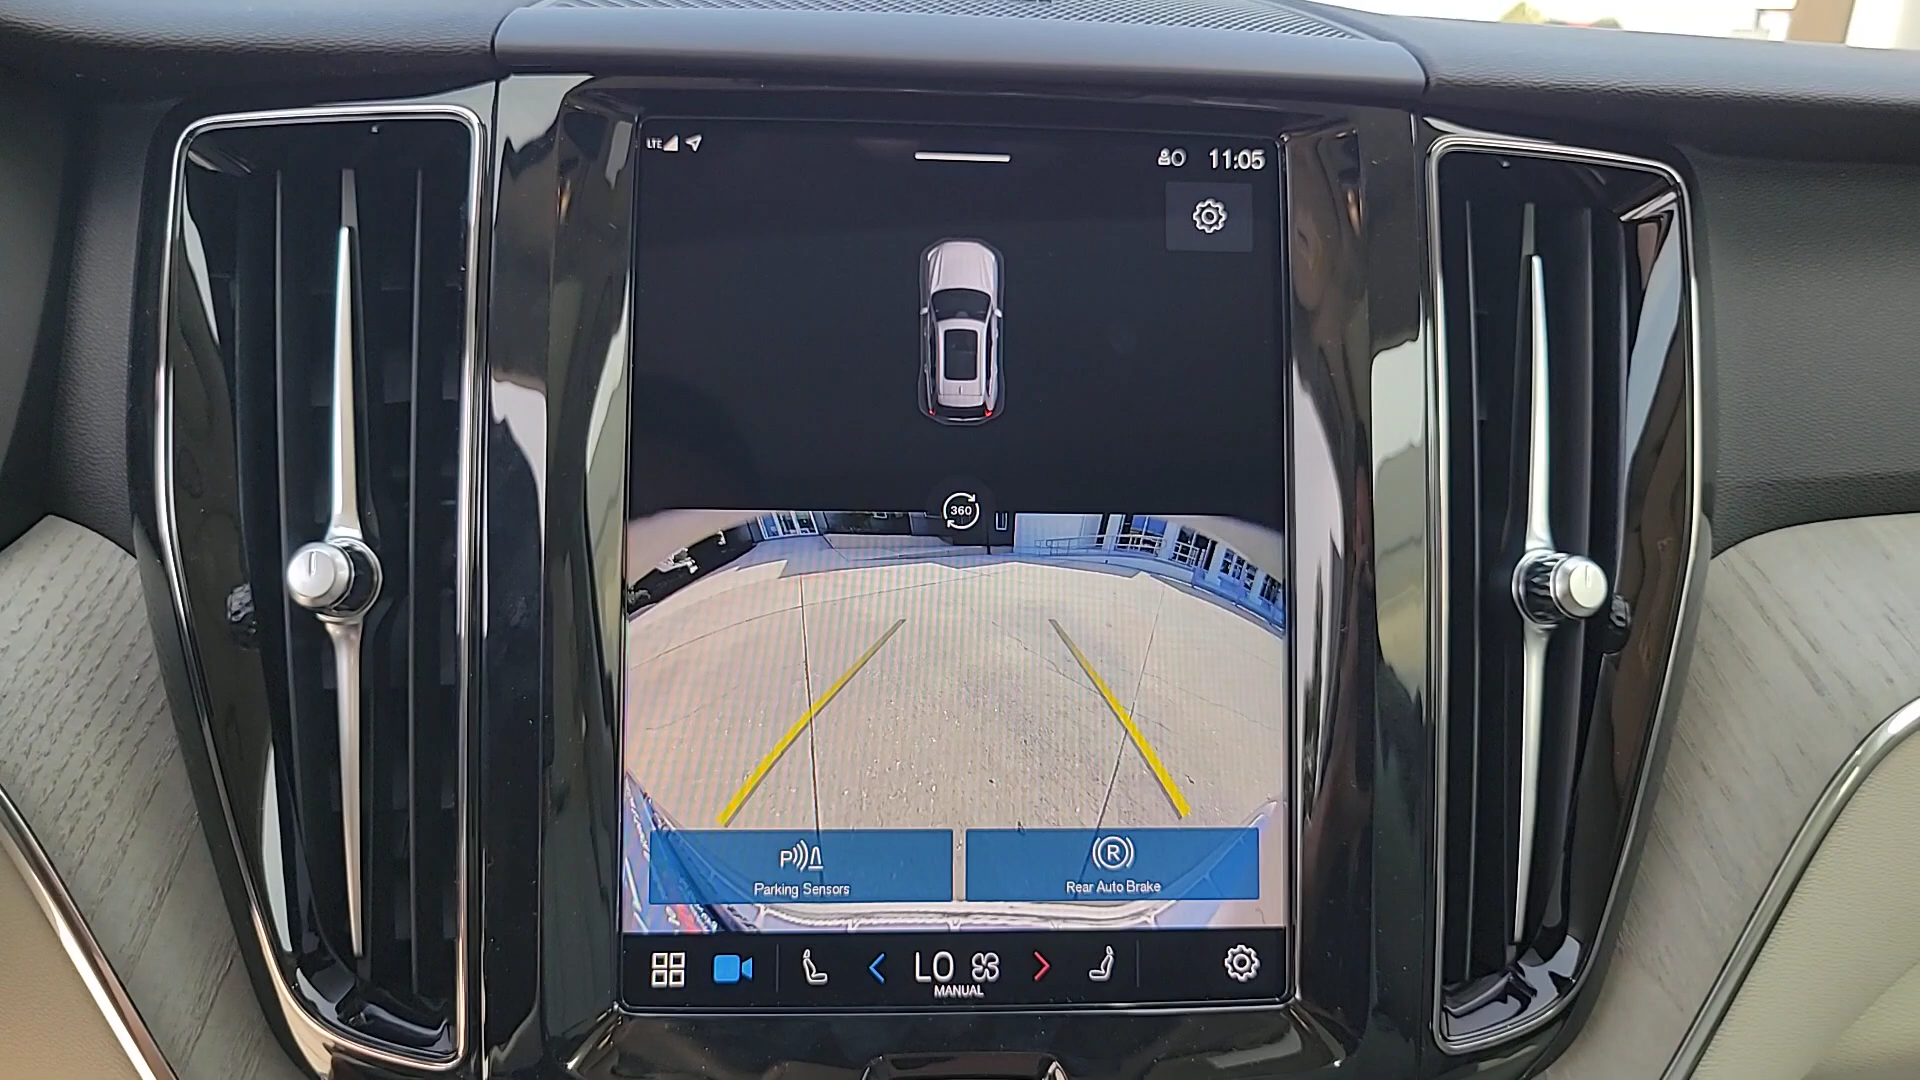 LTE
11:05
360
P
Parking Sensors
R
Rear Auto Brake
LO
MANUAL